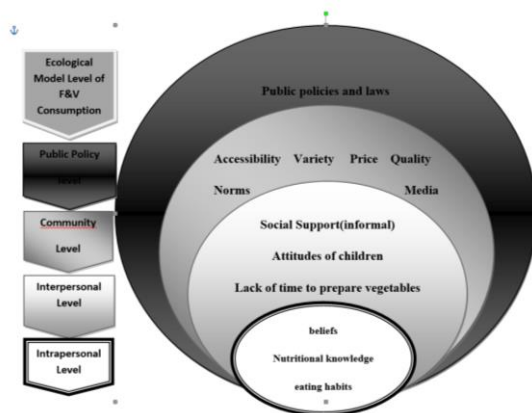 Ecological
Model Level of
F&V
Consumption
Public Policy
level
Community
Level
Interpersonal
Level
Intrapersonal
Level
Public policies and laws
Accessibility Variety Price Quality
Norms Media
Social Support(informal)
Attitudes of children
Lack of time to prepare vegetables
beliefs
Nutritional knowledge
eating habits